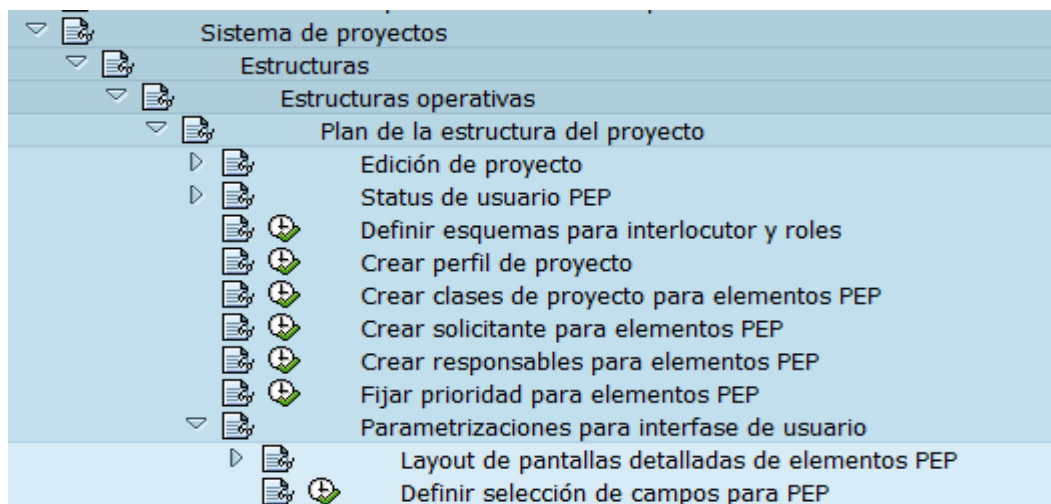 Sistema de proyectos
Estructuras
Estructuras operativas
Plan de la estructura del proyecto
Edición de proyecto
Status de usuario PEP
Definir esquemas para interlocutor y roles
Crear perfil de proyecto
Crear clases de proyecto para elementos PEP
Crear solicitante para elementos PEP
Crear responsables para elementos PEP
Fijar prioridad para elementos PEP
Parametrizaciones para interfase de usuario
Layout de pantallas detalladas de elementos PEP
Definir selección de campos para PEP